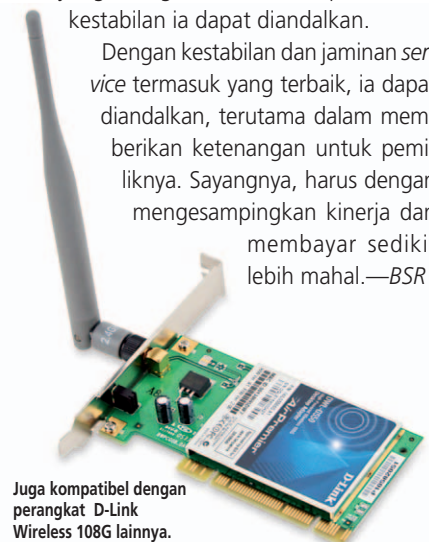 kestabilan ia dapat diandalkan.
Dengan kestabilan dan jaminan ser
vice termasuk yang terbaik, ia dapa
diandalkan, terutama dalam mem
berikan ketenangan untuk pemi
liknya. Sayangnya, harus dengan
mengesampingkan kinerja dan
membayar sediki
lebih mahal.—BSR
2.4G
AirPremier
D-Link
Juga kompatibel dengan
perangkat D-Link
Wireless 108G lainnya.